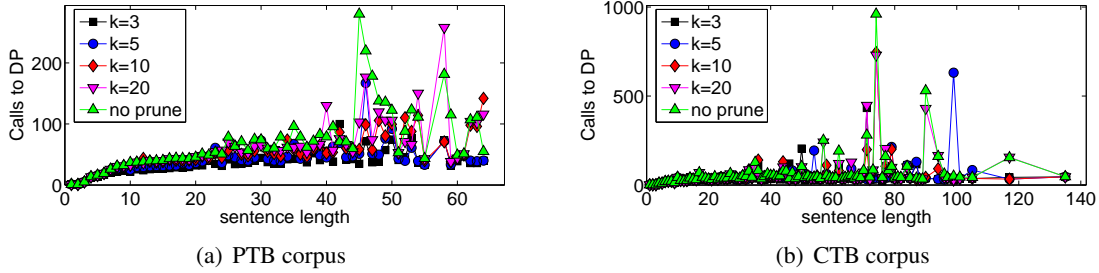 k=3
k=5
k=10
k=20
no prune
Calls to DP
200
100
0
0 10 20 30 40 50 60
sentence length
(a) PTB corpus
k=3
k=5
k=10
k=20
no prune
Calls to DP
1000
500
0
0 20 40 60 80 100 120 140
sentence length
(b) CTB corpus